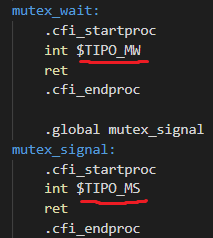 mutex_wait:
.cfi_startproc
int $TIPO_MW
ret
.cfi_endproc
.global mutex_signal
mutex_signal:
.cfi_startproc
int $TIPO_MS
ret
.cfi_endproc